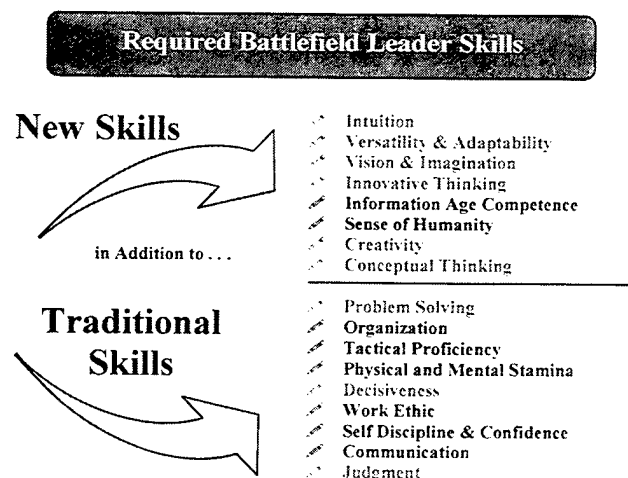 Required Battlefield Leader Skills
New Skills
Intuition
Versatility & Adaptability
Vision & Imagination
Innovative Thinking
Information Age Competence
Sense of Humanity
Creativity
Conceptual Thinking
in Addition to . . .
Traditional
Skills
Problem Solving
Organization
Tactical Proficiency
Physical and Mental Stamina
Decisiveness
Work Ethic
Self Discipline & Confidence
Communication
Judgment